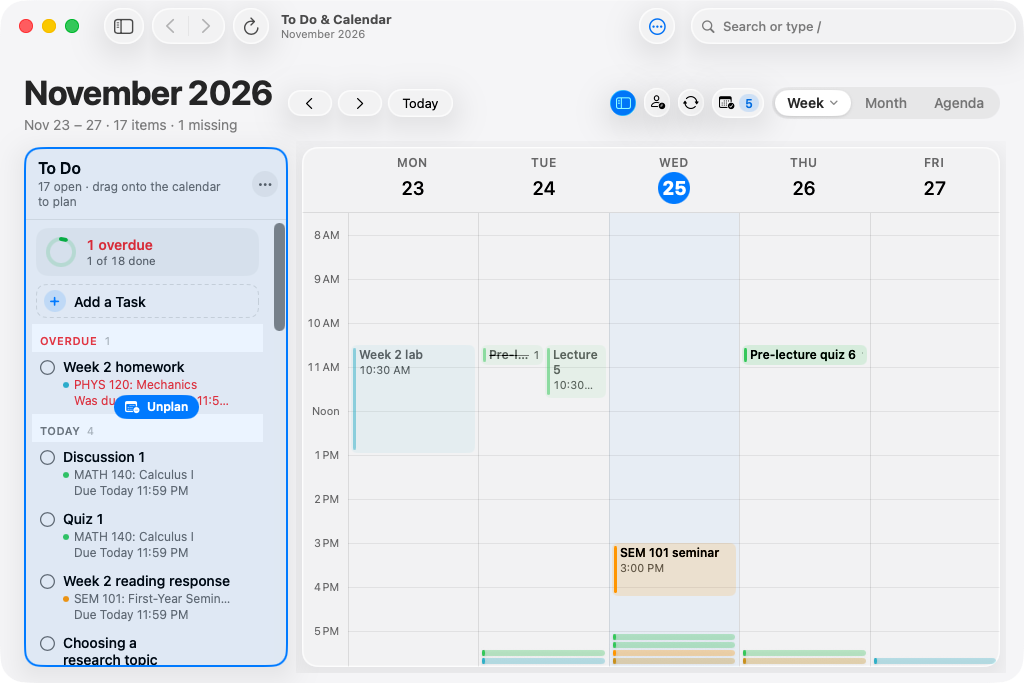 To Do & Calendar
November 2026
Search or type /
November 2026
Nov 23 – 27 · 17 items · 1 missing
Today
5
Week
Month
Agenda
To Do
17 open · drag onto the calendar
to plan
1 overdue
1 of 18 done
Add a Task
OVERDUE 1
Week 2 homework
PHYS 120: Mechanics
Was du
11:5...
Unplan
TODAY 4
Discussion 1
MATH 140: Calculus I
Due Today 11:59 PM
Quiz 1
MATH 140: Calculus I
Due Today 11:59 PM
Week 2 reading response
SEM 101: First-Year Semin...
Due Today 11:59 PM
Choosing a
research topic
MON
23
TUE
24
WED
25
THU
26
FRI
27
8 AM
9 AM
10 AM
11 AM
Noon
1 PM
2 PM
3 PM
4 PM
5 PM
Week 2 lab
10:30 AM
Pre-l... 1
Lecture
5
10:30...
SEM 101 seminar
3:00 PM
Pre-lecture quiz 6